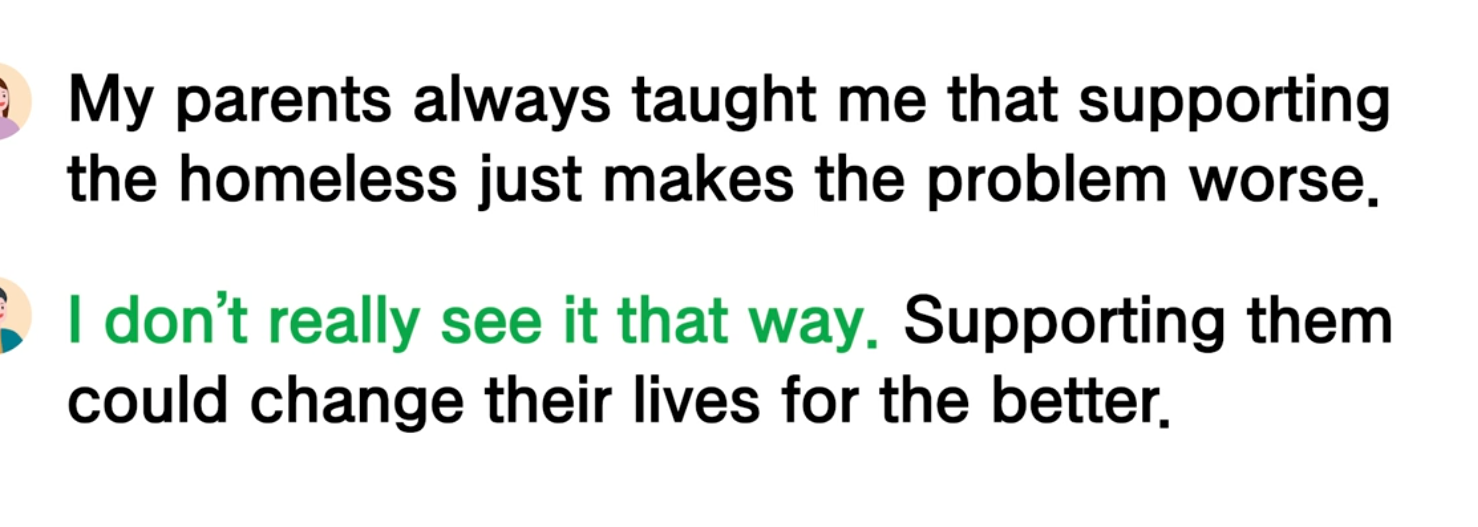 My parents always taught me that supporting
the homeless just makes the problem worse.
I don't really see it that way. Supporting them
could change their lives for the better.